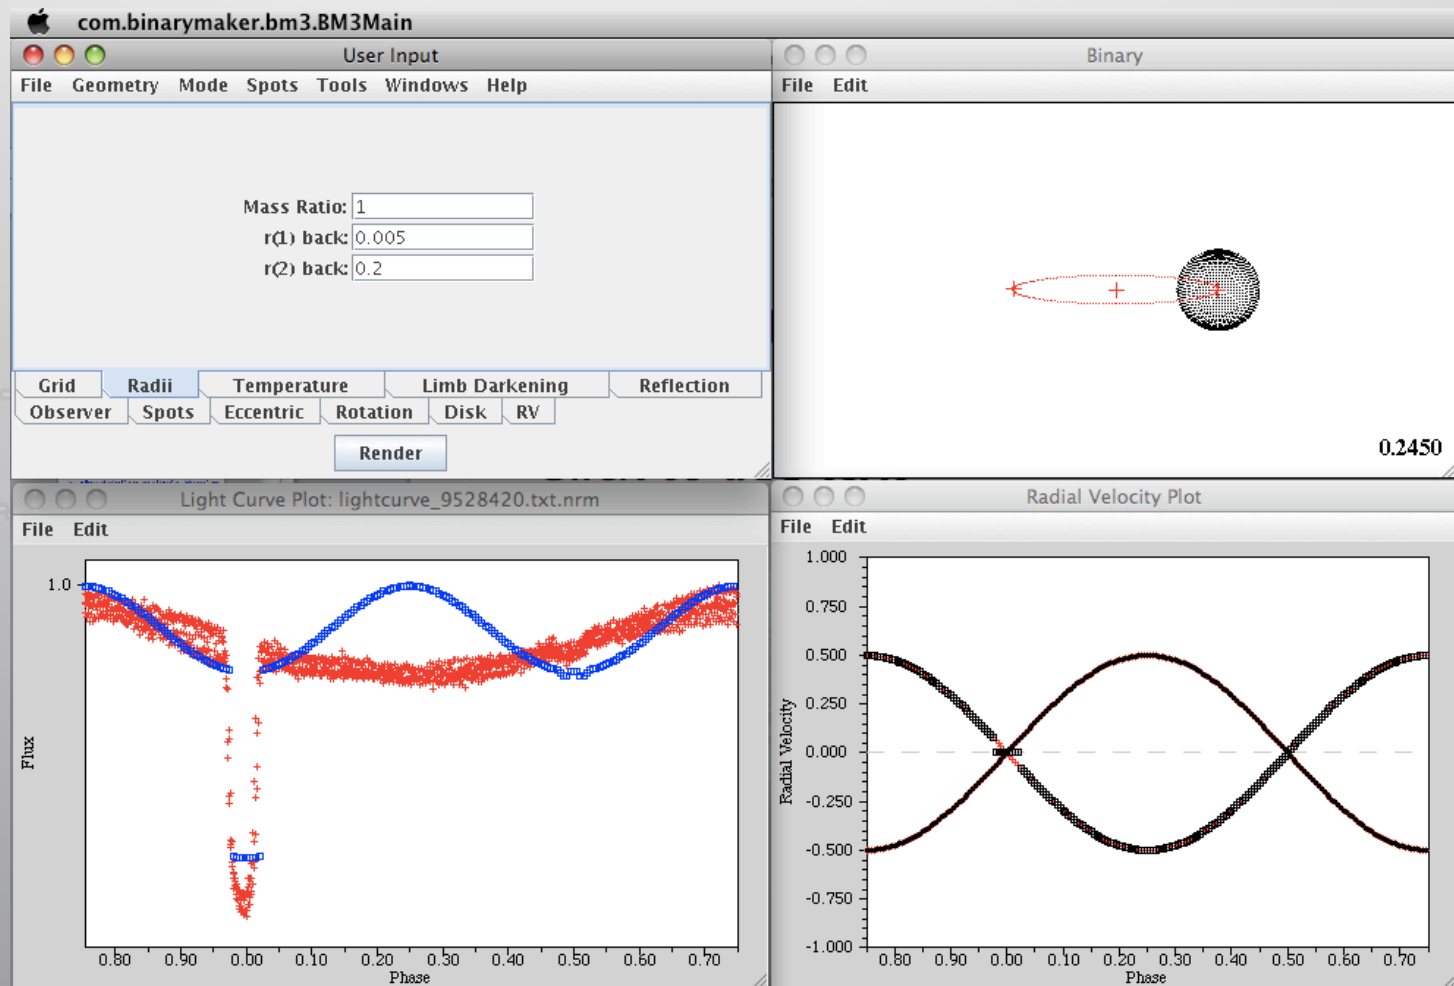 com.binarymaker.bm3.BM3Main
User Input
File Geometry Mode Spots Tools Windows Help
Mass Ratio: 1
r(1) back: 0.005
r(2) back: 0.2
Grid Radii Temperature Limb Darkening Reflection
Observer Spots Eccentric Rotation Disk RV
Render
Binary
File Edit
0.2450
Light Curve Plot: lightcurve_9528420.txt.nrm
File Edit
1.0
Flux
0.80 0.90 0.00 0.10 0.20 0.30 0.40 0.50 0.60 0.70
Phase
Radial Velocity Plot
File Edit
1.000
0.750
0.500
0.250
0.000
-0.250
-0.500
-0.750
-1.000
Radial Velocity
0.80 0.90 0.00 0.10 0.20 0.30 0.40 0.50 0.60 0.70
Phase